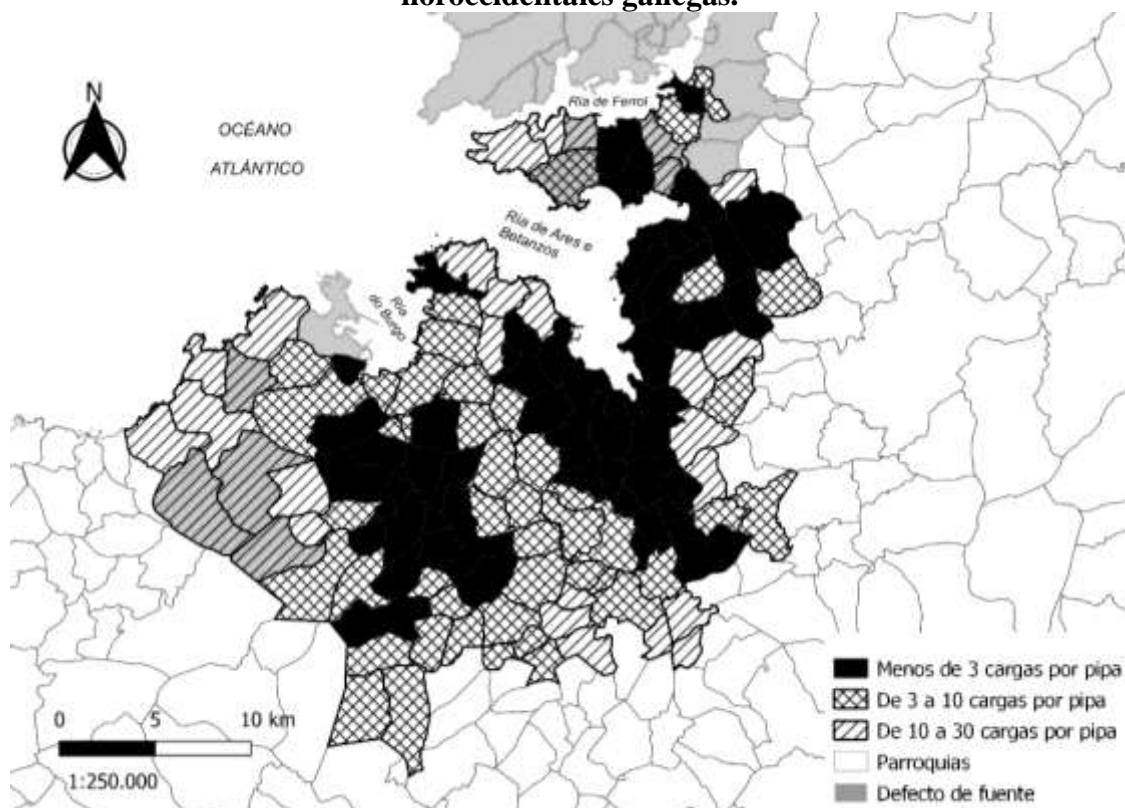 noroccidentales gallegas.
N
OCÉANO
ATLÁNTICO
Ría de Ferrol
Ría de Ares e
Betanzos
Ría
do Burgo
0 5 10 km
1:250.000
Menos de 3 cargas por pipa
De 3 a 10 cargas por pipa
De 10 a 30 cargas por pipa
Parroquias
Defecto de fuente